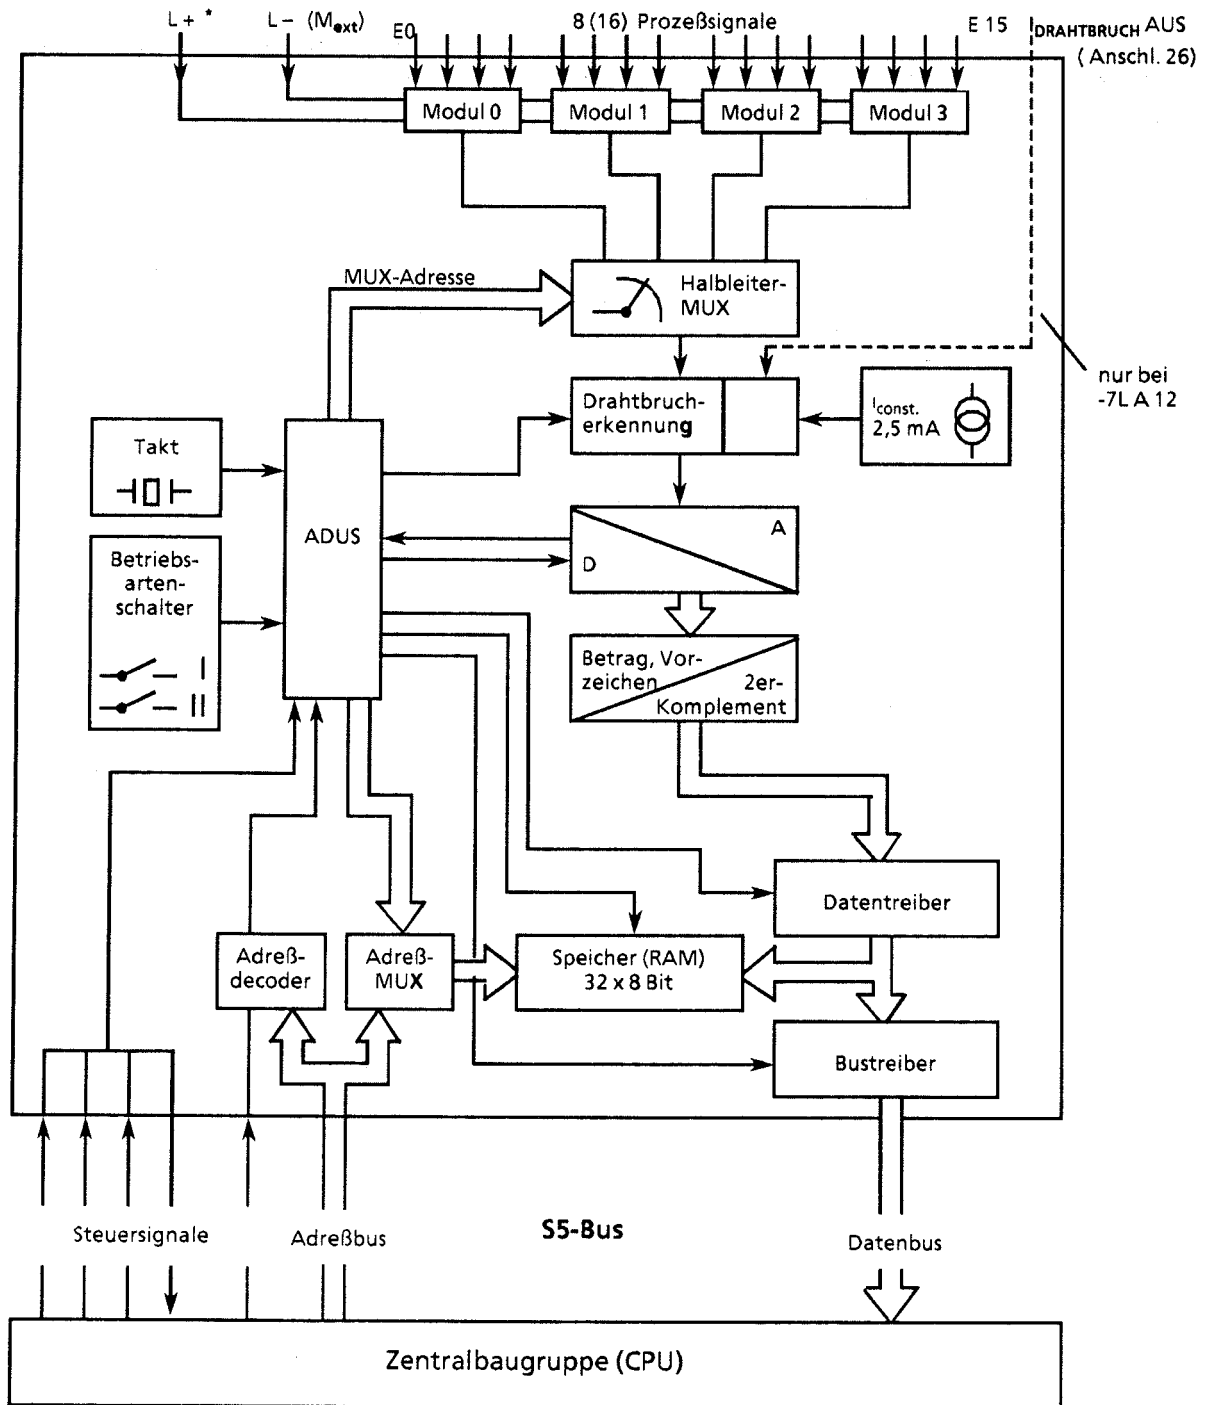 L+ *
L− (Mext)
E0
8 (16) Prozeßsignale
E 15
DRAHTBRUCH AUS
(Anschl. 26)
Modul 0
Modul 1
Modul 2
Modul 3
MUX-Adresse
Halbleiter-
MUX
nur bei
-7L A 12
Drahtbruch-
erkennung
Iconst.
2,5 mA
Takt
ADUS
A
D
Betriebs-
arten-
schalter
I
II
Betrag, Vor-
zeichen
2er-
Komplement
Datentreiber
Adreß-
decoder
Adreß-
MUX
Speicher (RAM)
32 x 8 Bit
Bustreiber
Steuersignale
Adreßbus
S5-Bus
Datenbus
Zentralbaugruppe (CPU)